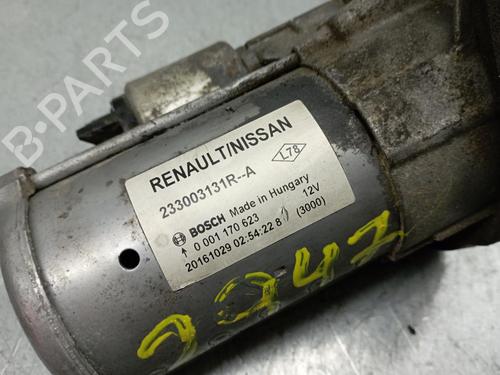 B-PARTS
RENAULT/NISSAN
233003131R--A
L78
BOSCH Made in Hungary
0 001 170 623 12V
20161029 02:54:22 8 (3000)